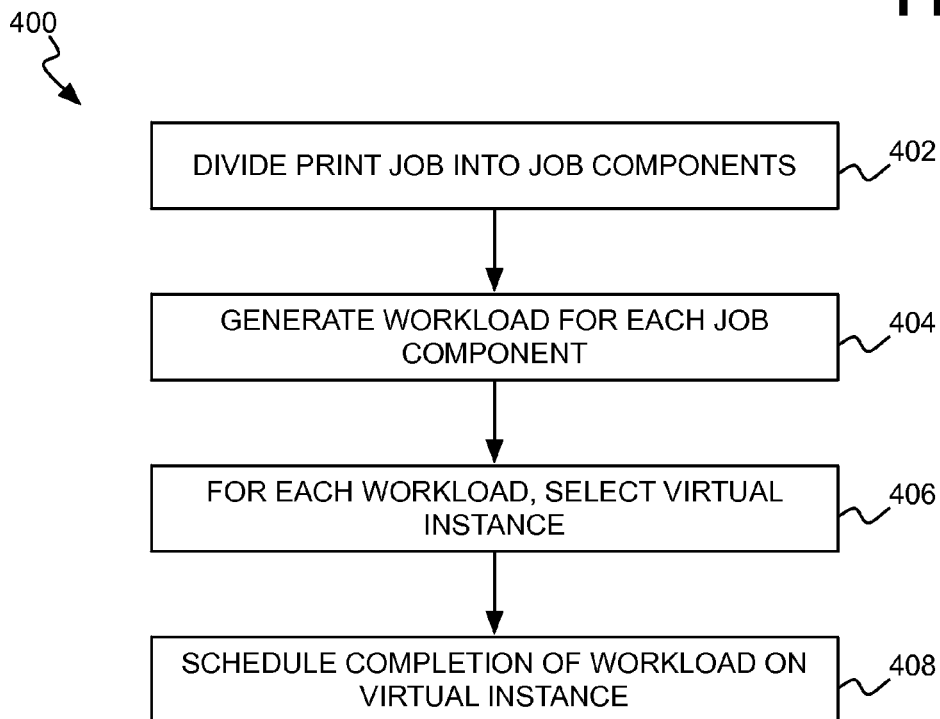 400
DIVIDE PRINT JOB INTO JOB COMPONENTS
402
GENERATE WORKLOAD FOR EACH JOB
COMPONENT
404
FOR EACH WORKLOAD, SELECT VIRTUAL
INSTANCE
406
SCHEDULE COMPLETION OF WORKLOAD ON
VIRTUAL INSTANCE
408